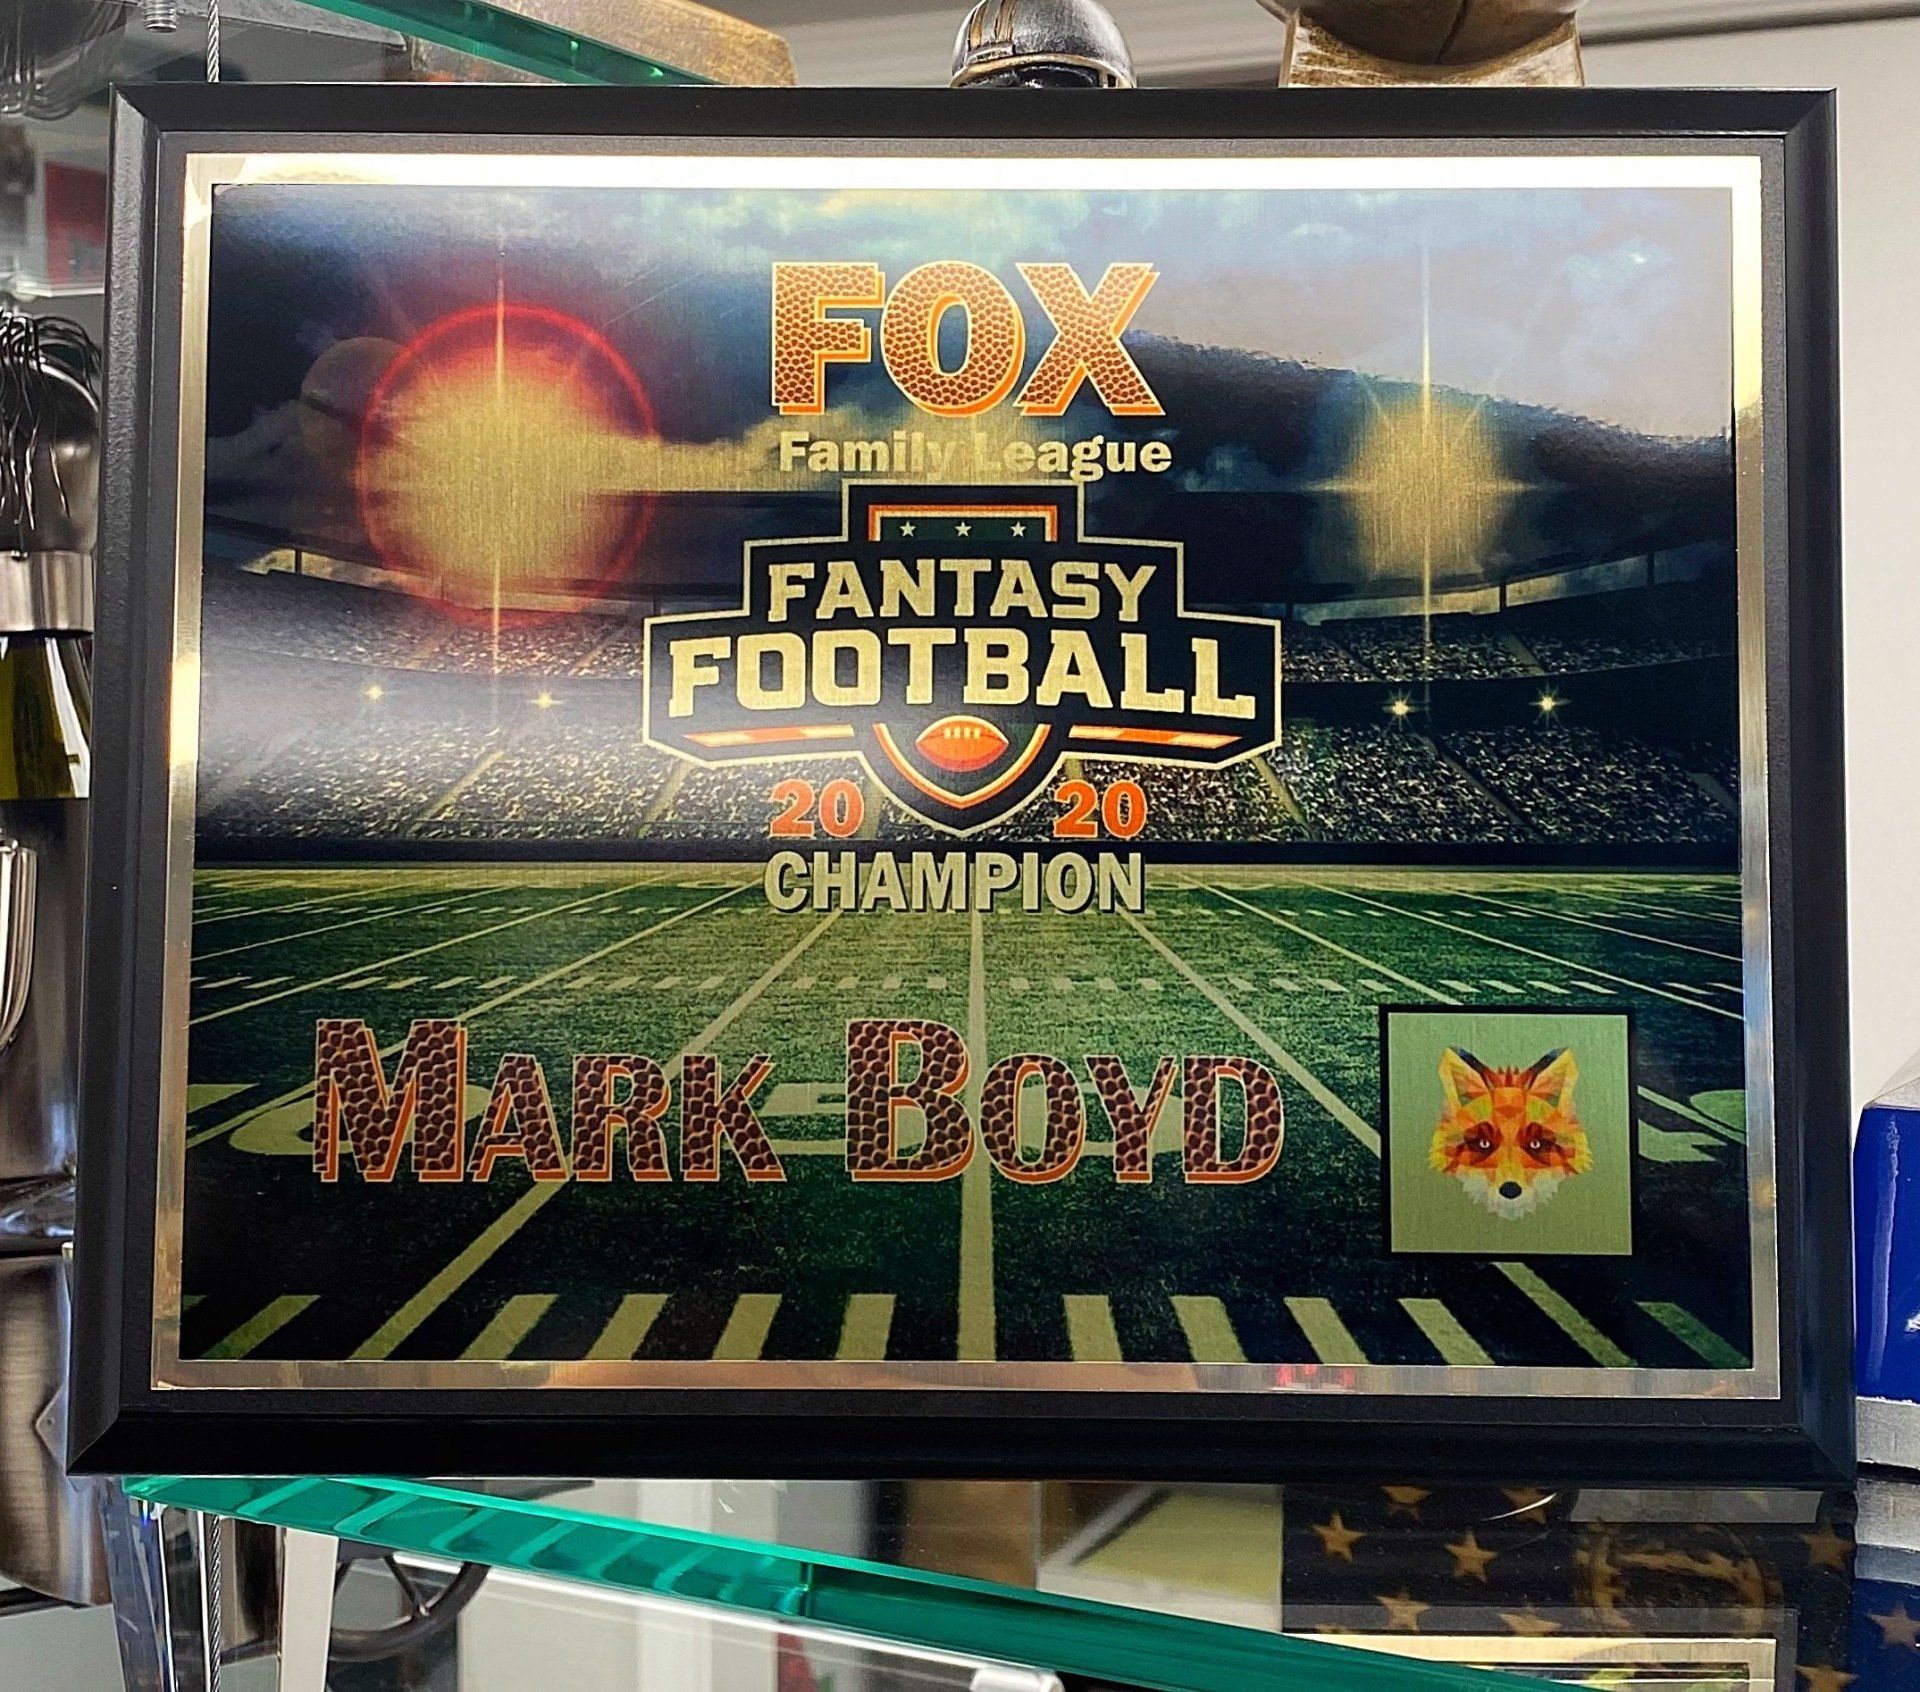 FOX
Family League
FANTASY
FOOTBALL
20 20
CHAMPION
MARK BOYD